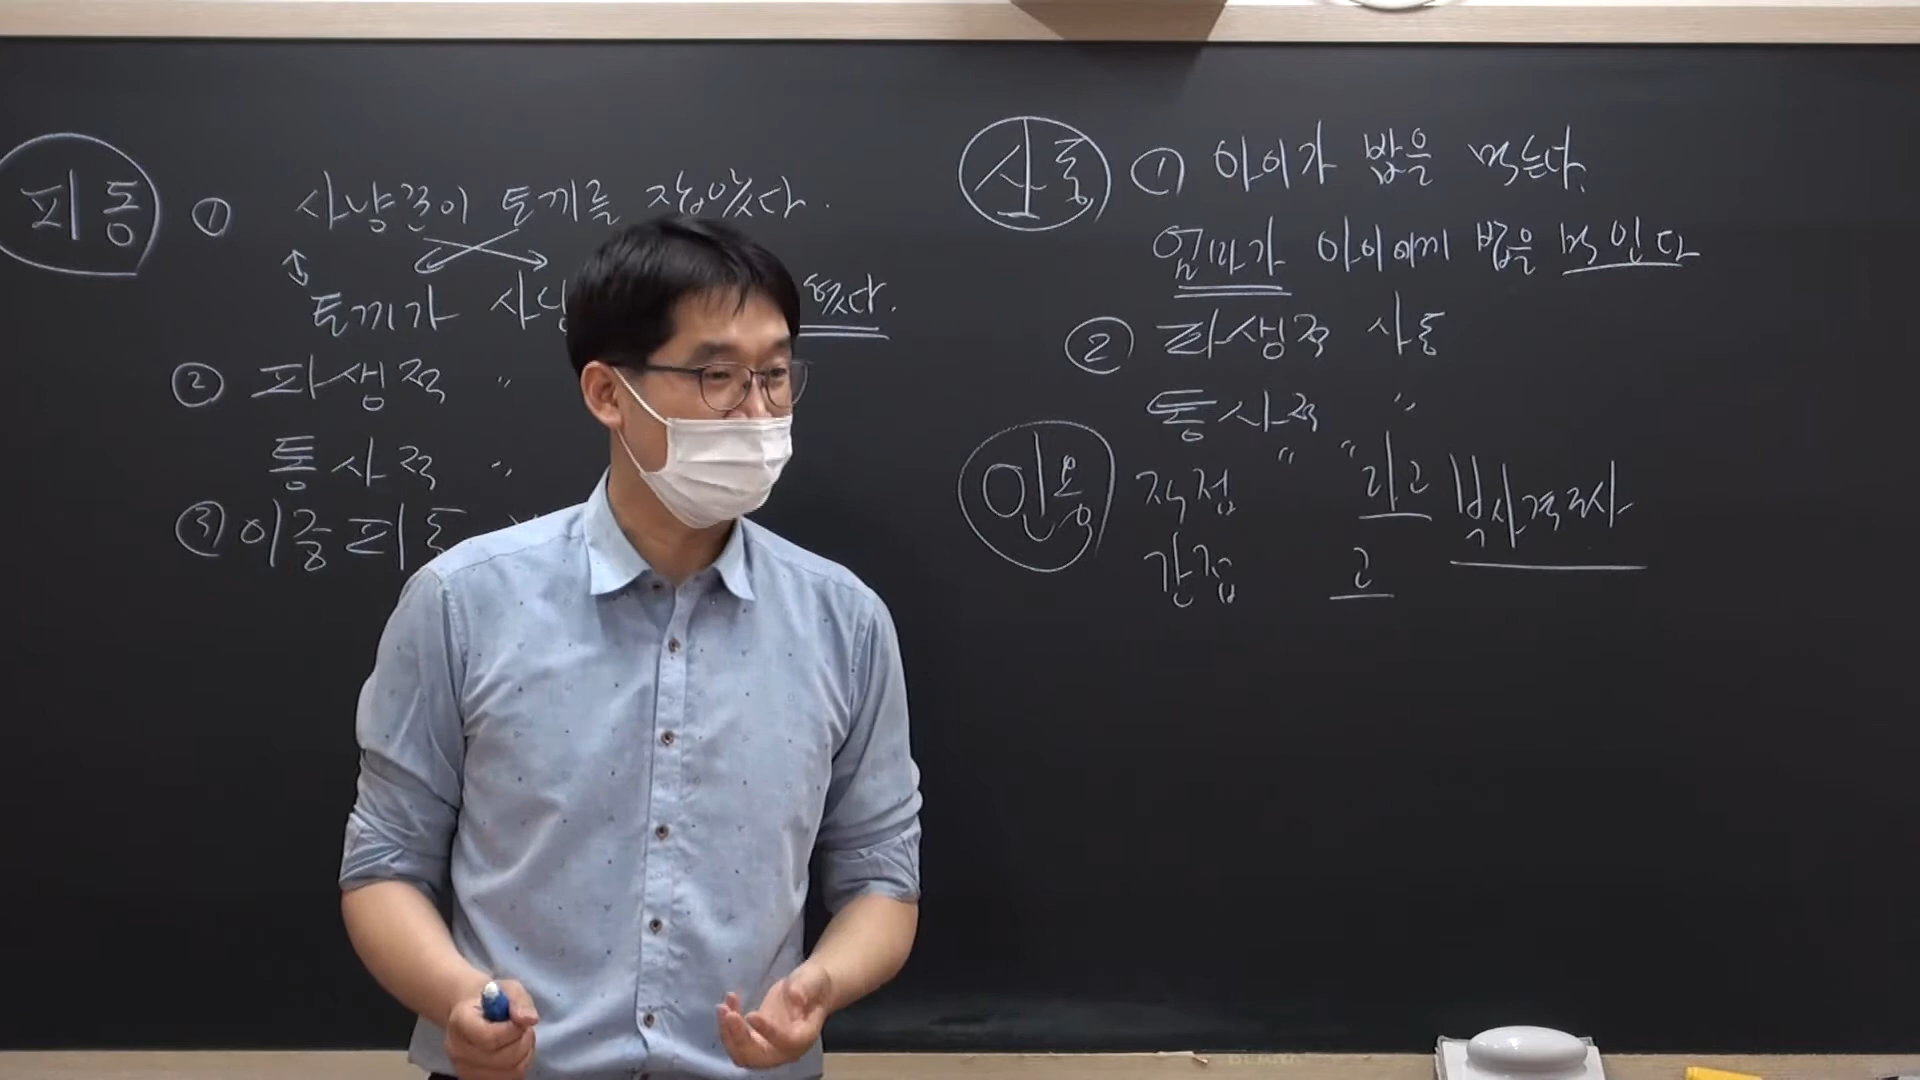 피동 ① 사냥꾼이 토끼를 잡았다.
토끼가 사냥 었다.
② 파생적 〃
통사적 〃
③ 이중피동 X
사동 ① 아이가 밥을 먹는다.
엄마가 아이에게 밥을 먹인다
② 파생적 사동
통사적 〃
인용 직접 “ ” 라고 부사격조사
간접 고